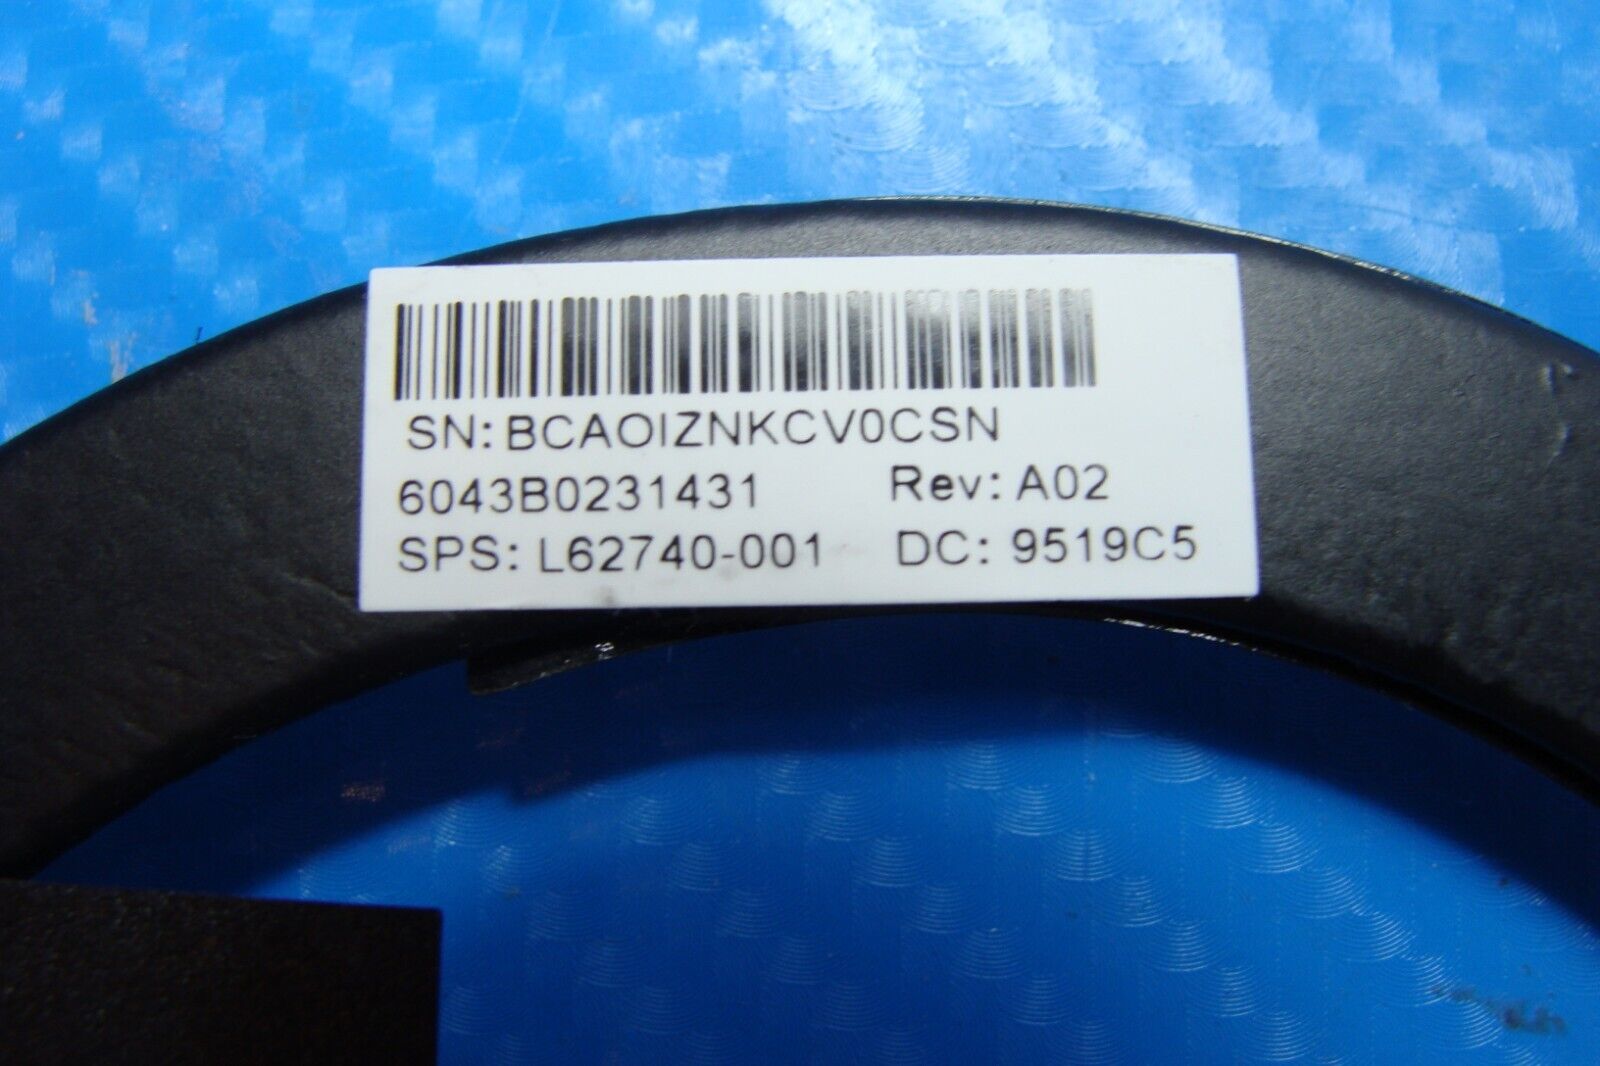 SN: BCAOIZNKCV0CSN
6043B0231431 Rev: A02
SPS: L62740-001 DC: 9519C5